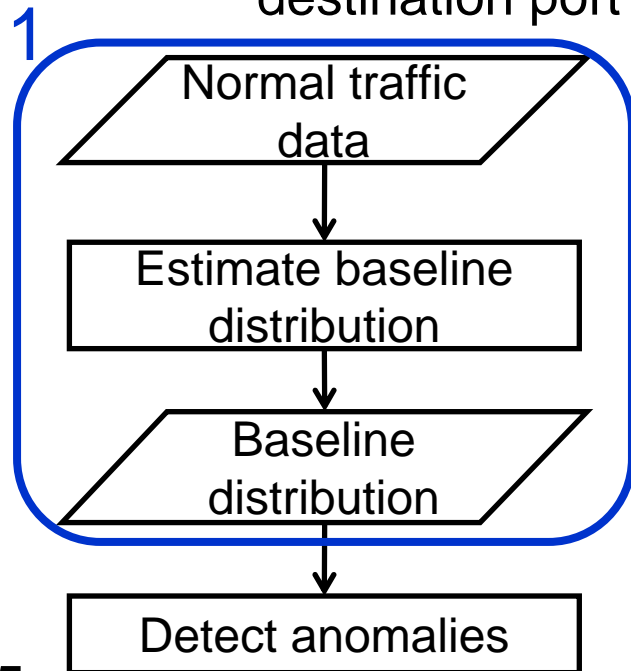 destination port
1
Normal traffic
data
Estimate baseline
distribution
Baseline
distribution
Detect anomalies